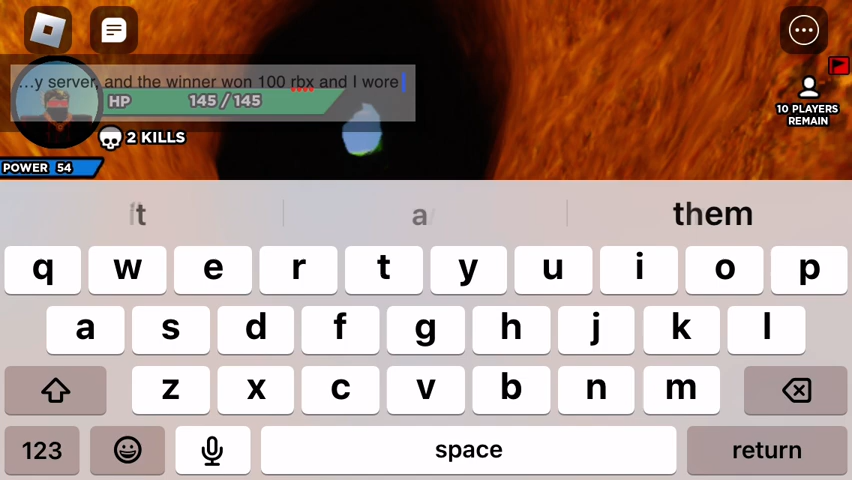 ...y server, and the winner won 100 rbx and I wore
HP 145/145
2 KILLS
POWER 54
10 PLAYERS
REMAIN
them
q w e r t y u i o p
a s d f g h j k l
z x c v b n m
123 space return